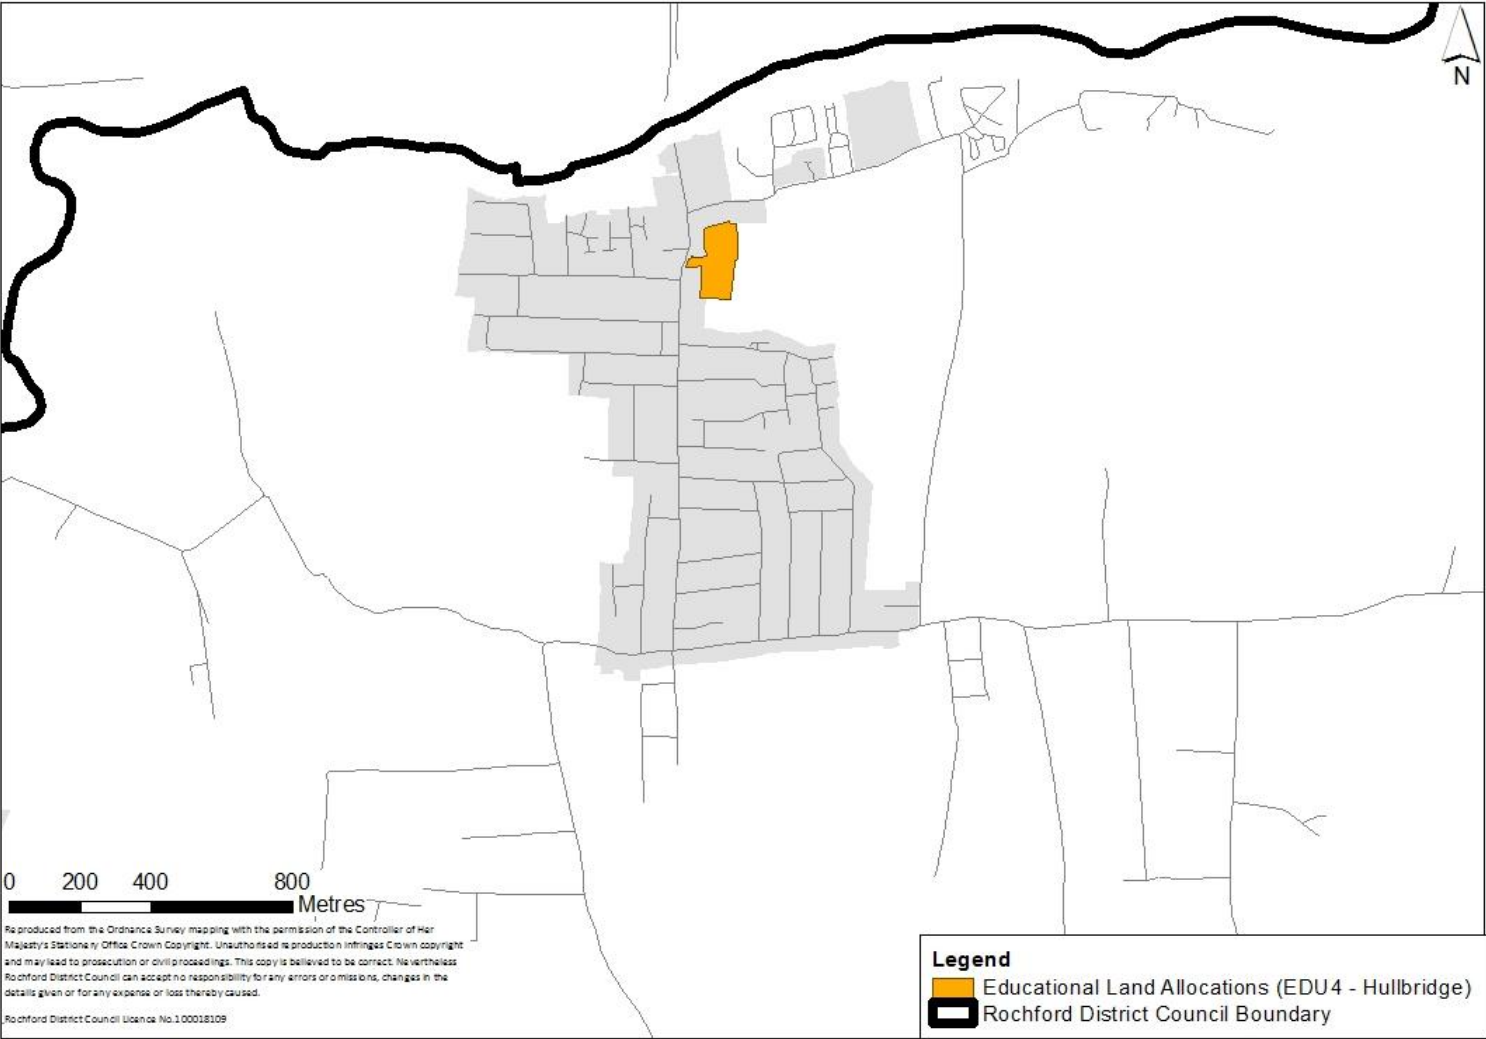 N
0 200 400 800
Metres
Reproduced from the Ordnance Survey mapping with the permission of the Controller of Her
Majesty's Stationery Office Crown Copyright. Unauthorised reproduction infringes Crown copyright
and may lead to prosecution or civil proceedings. This copy is believed to be correct. Nevertheless
Rochford District Council can accept no responsibility for any errors or omissions, changes in the
details given or for any expense or loss thereby caused.
Rochford District Council Licence No.100018109
Legend
Educational Land Allocations (EDU4 - Hullbridge)
Rochford District Council Boundary